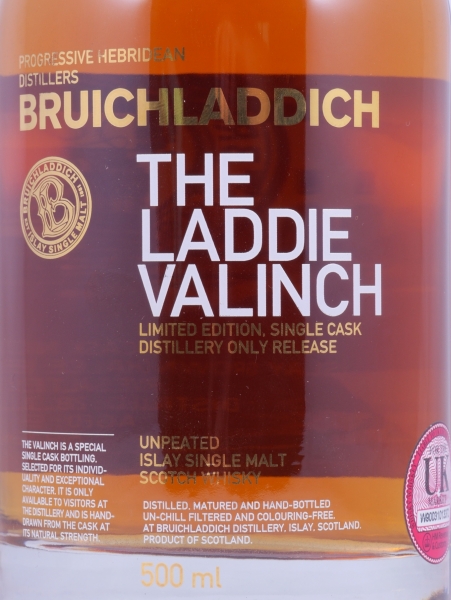 PROGRESSIVE HEBRIDEAN
DISTILLERS
BRUICHLADDICH
BRUICHLADDICH
ISLAY SINGLE MALT
B
THE
LADDIE
VALINCH
LIMITED EDITION, SINGLE CASK
DISTILLERY ONLY RELEASE
THE VALINCH IS A SPECIAL
SINGLE CASK BOTTLING,
SELECTED FOR ITS INDIVID-
UALITY AND EXCEPTIONAL
CHARACTER. IT IS ONLY
AVAILABLE TO VISITORS AT
THE DISTILLERY AND IS HAND-
DRAWN FROM THE CASK AT
ITS NATURAL STRENGTH.
UNPEATED
ISLAY SINGLE MALT
SCOTCH WHISKY
DISTILLED, MATURED AND HAND-BOTTLED
UN-CHILL FILTERED AND COLOURING-FREE.
AT BRUICHLADDICH DISTILLERY, ISLAY, SCOTLAND.
PRODUCT OF SCOTLAND.
500 ml